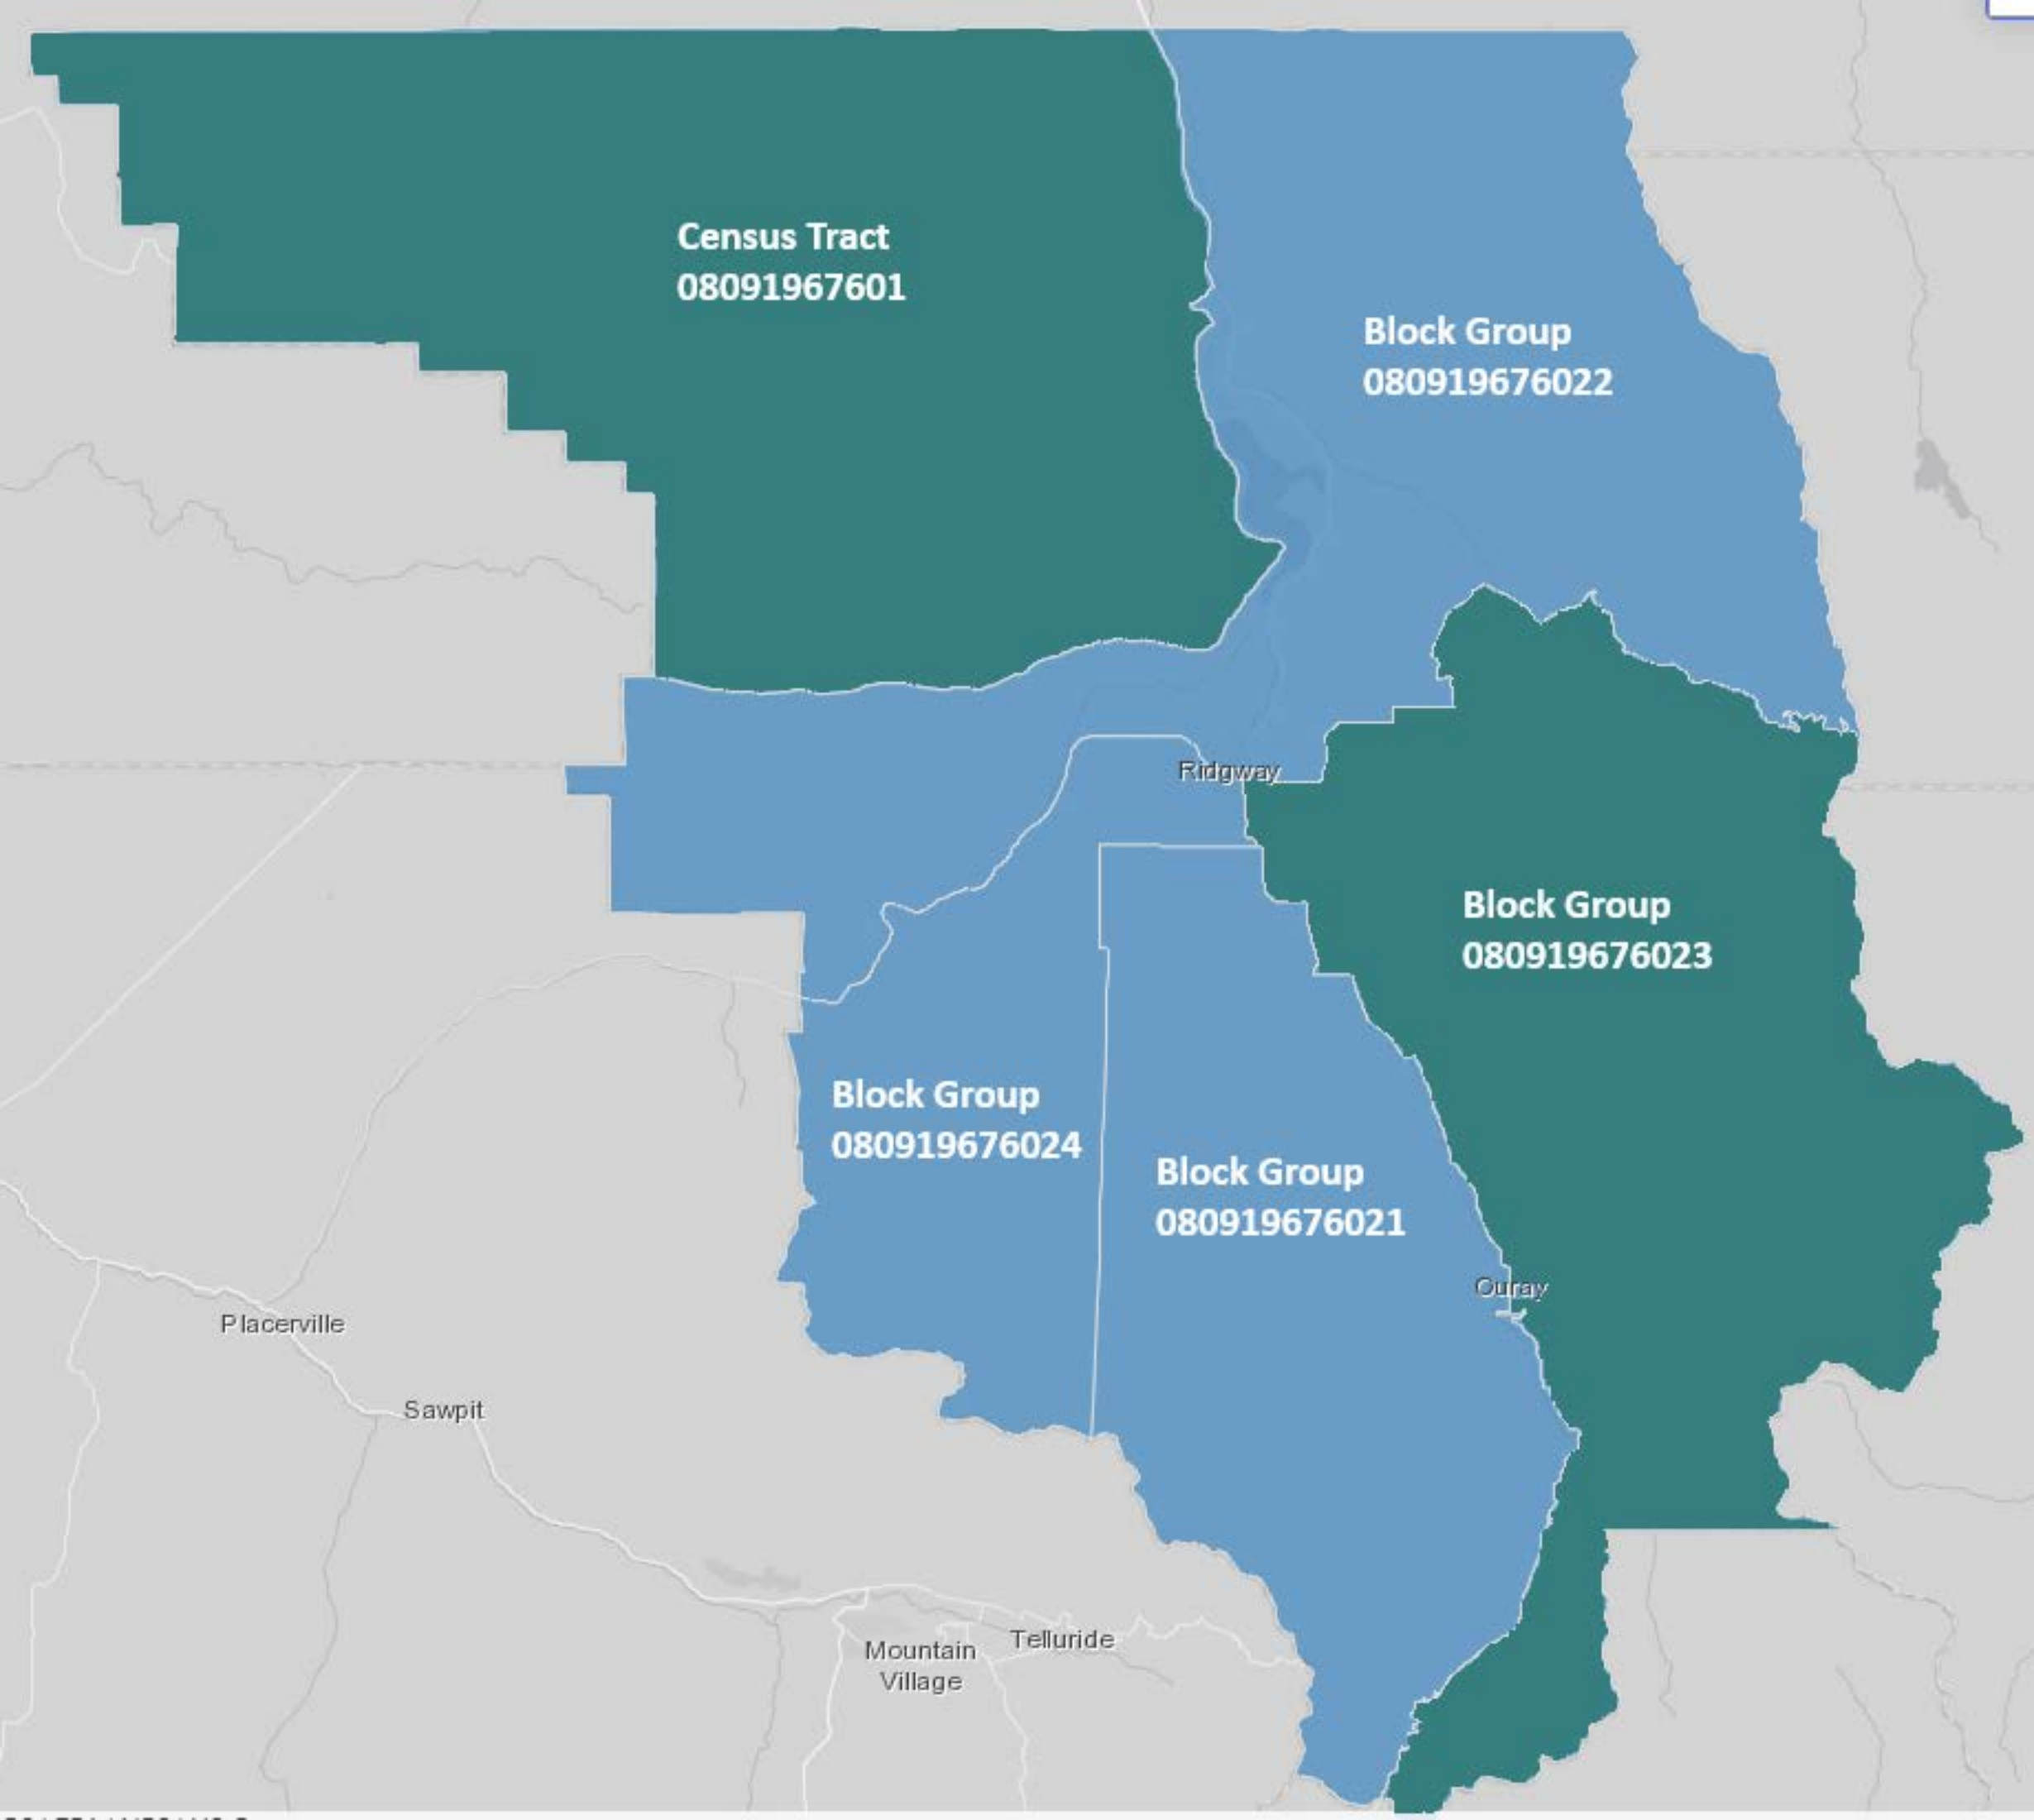 Census Tract
08091967601
Block Group
080919676022
Ridgway
Block Group
080919676023
Block Group
080919676024
Block Group
080919676021
Ouray
Placerville
Sawpit
Mountain
Village
Telluride